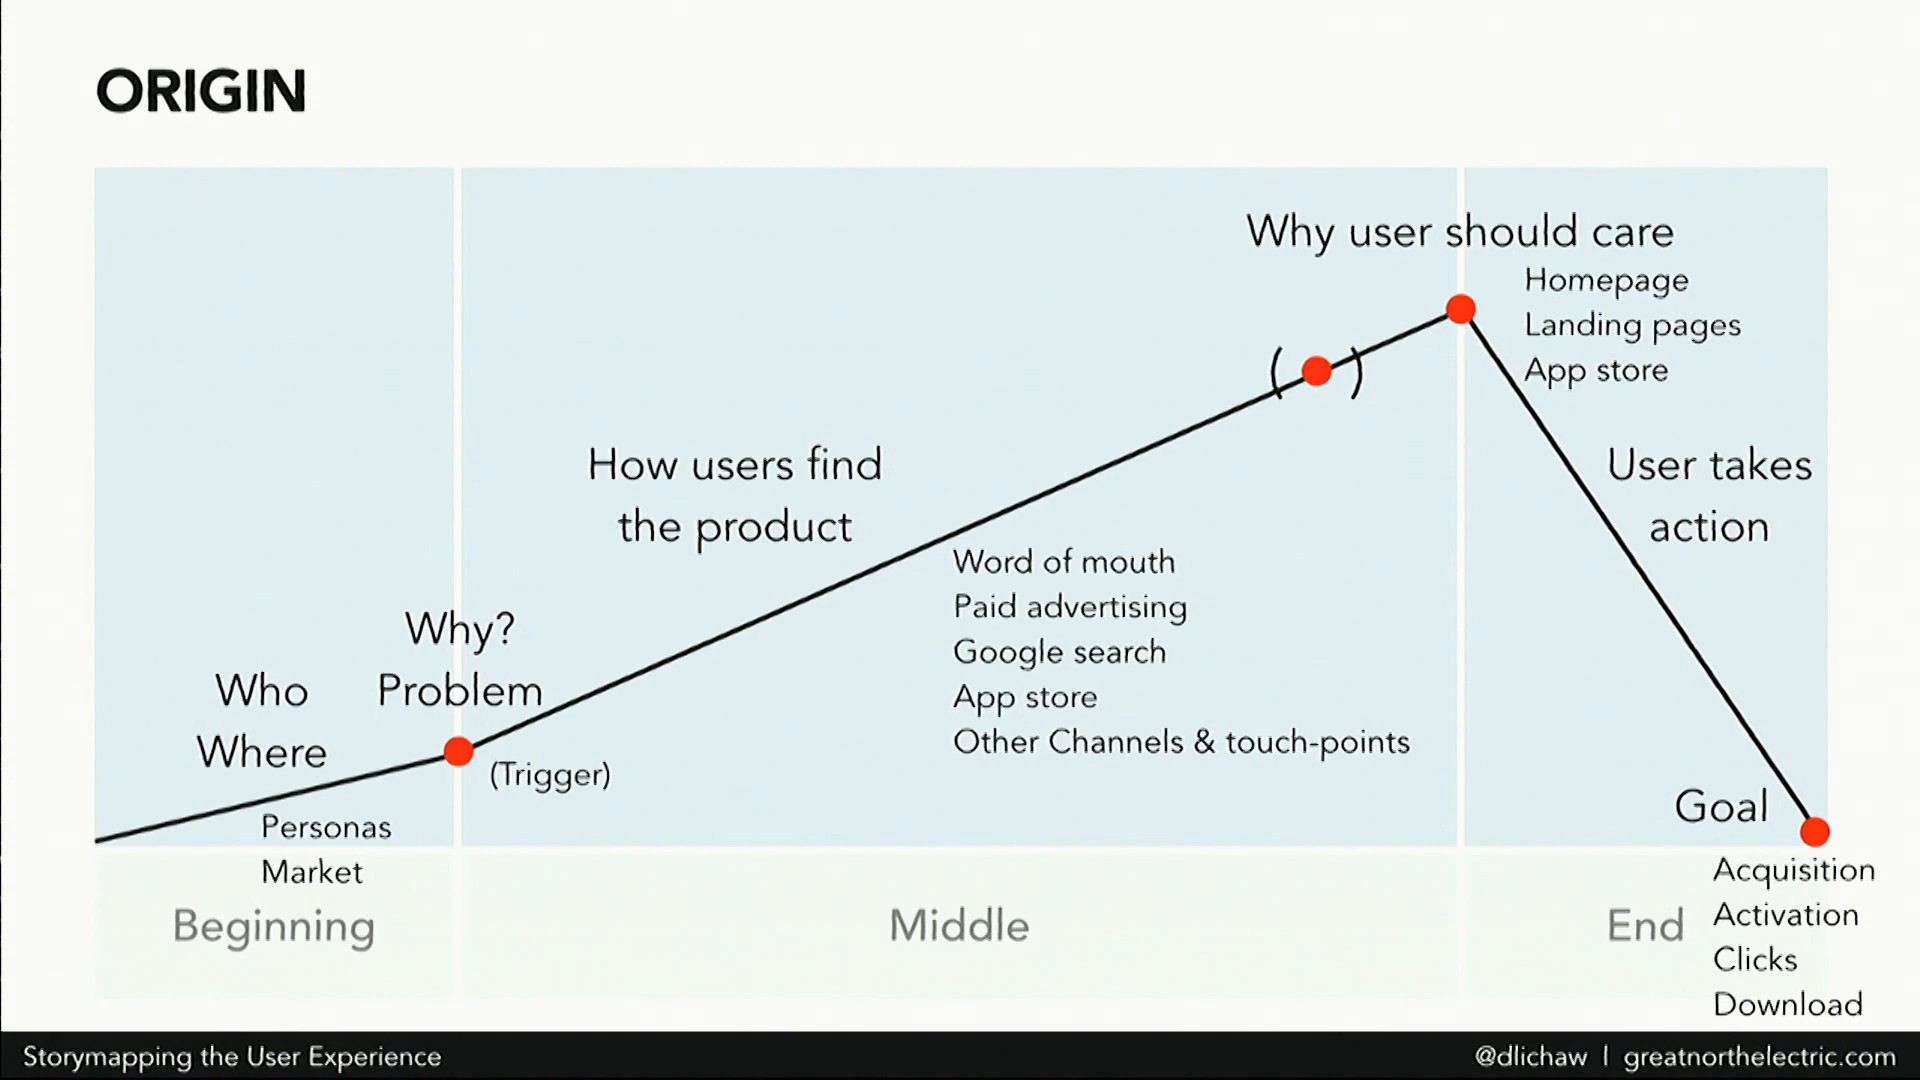 ORIGIN
Why user should care
Homepage
Landing pages
App store
( )
How users find
the product
User takes
action
Word of mouth
Paid advertising
Google search
App store
Other Channels & touch-points
Why?
Problem
(Trigger)
Who
Where
Personas
Market
Goal
Acquisition
Activation
Clicks
Download
Beginning
Middle
End
Storymapping the User Experience
@dlichaw | greatnorthelectric.com